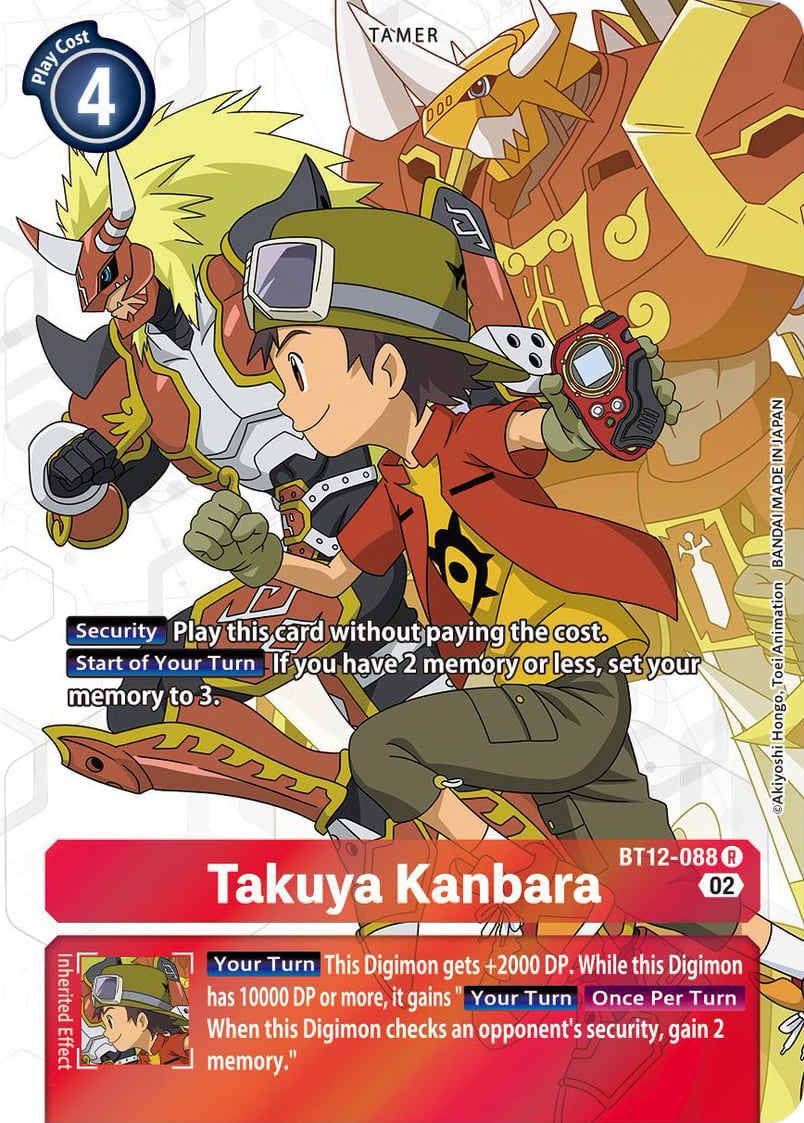 TAMER
Play Cost
4
Security Play this card without paying the cost.
Start of Your Turn If you have 2 memory or less, set your
memory to 3.
©Akiyoshi Hongo, Toei Animation BANDAI MADE IN JAPAN
BT12-088 R
Takuya Kanbara
02
Inherited Effect
Your Turn This Digimon gets +2000 DP. While this Digimon
has 10000 DP or more, it gains " Your Turn Once Per Turn
When this Digimon checks an opponent's security, gain 2
memory."